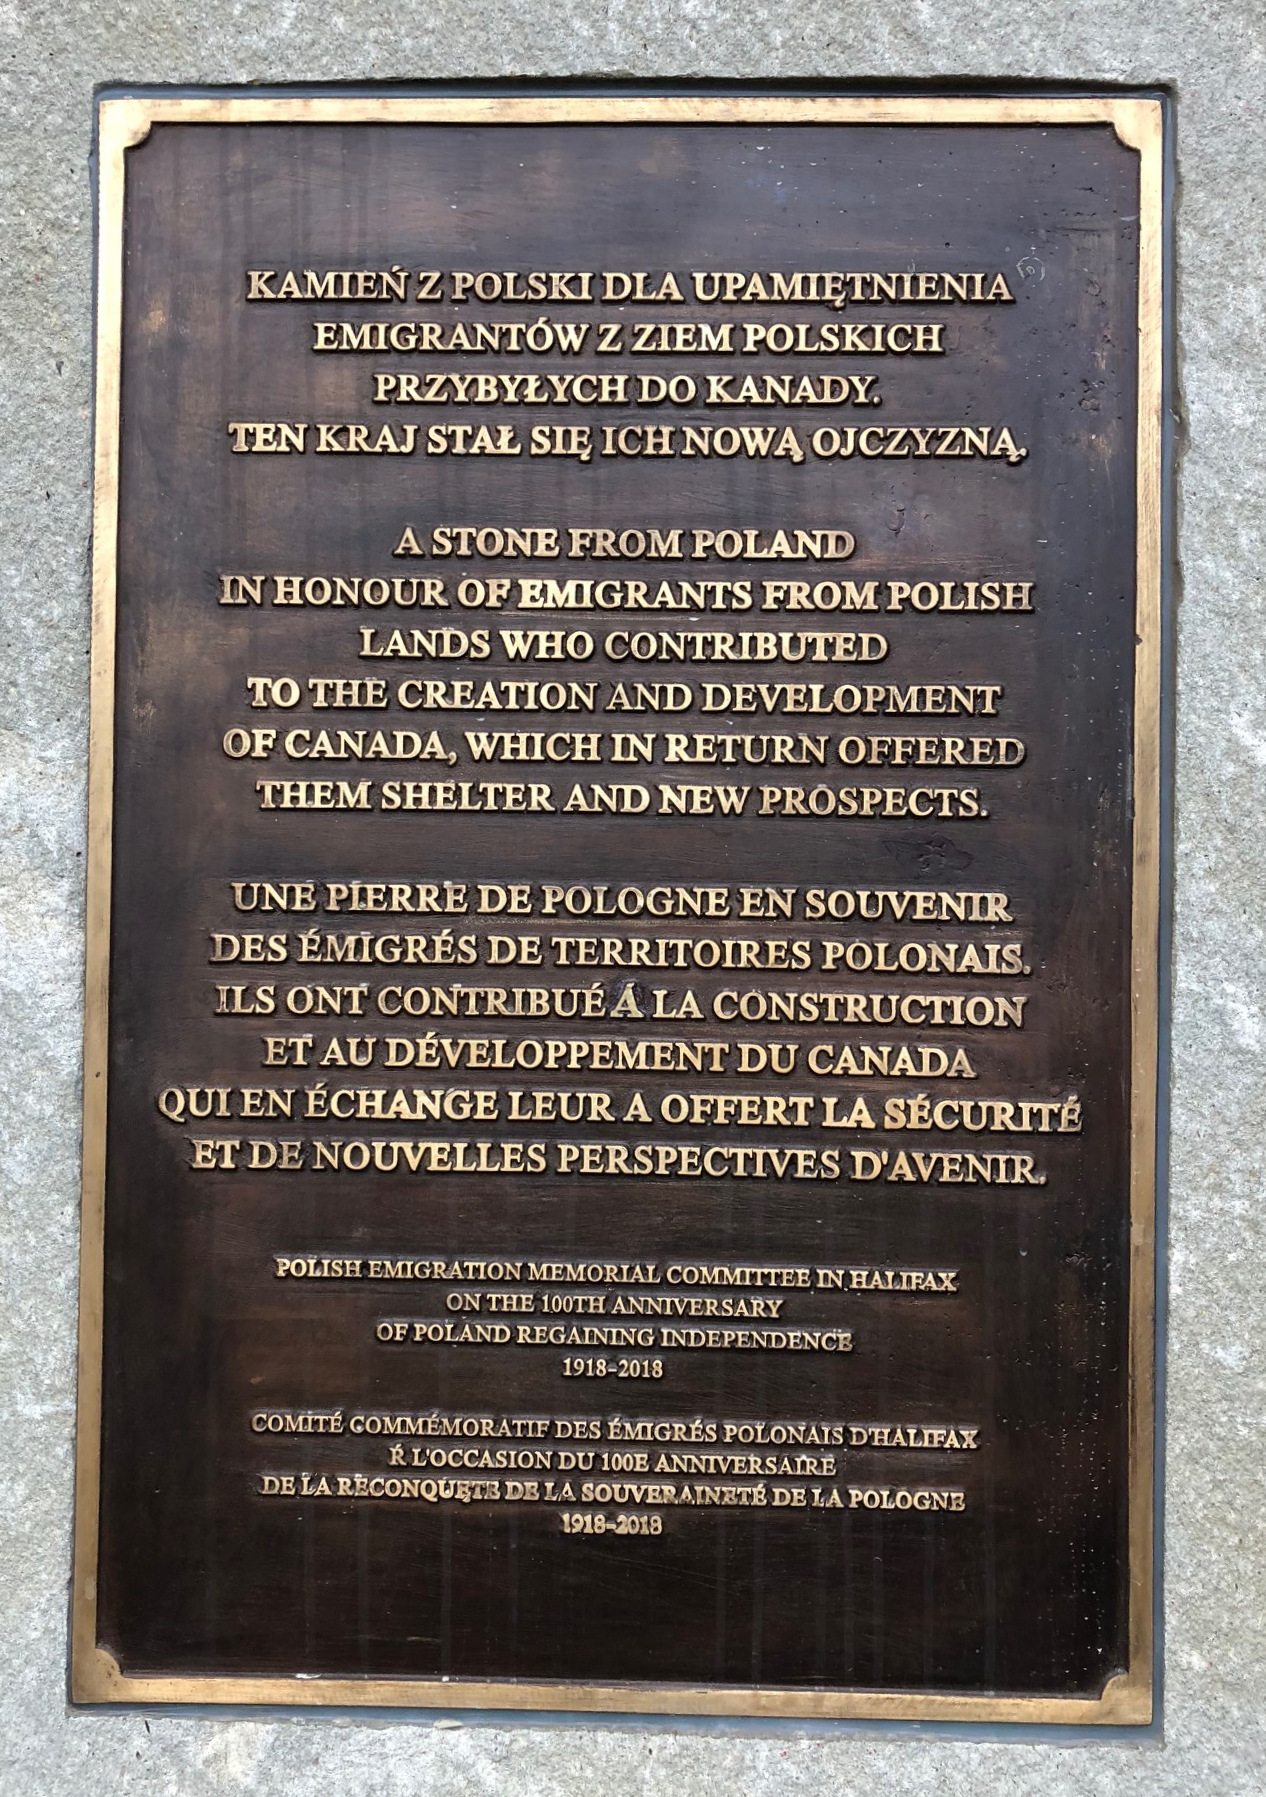 KAMIEŃ Z POLSKI DLA UPAMIĘTNIENIA
EMIGRANTÓW Z ZIEM POLSKICH
PRZYBYŁYCH DO KANADY.
TEN KRAJ STAŁ SIĘ ICH NOWĄ OJCZYZNĄ.
A STONE FROM POLAND
IN HONOUR OF EMIGRANTS FROM POLISH
LANDS WHO CONTRIBUTED
TO THE CREATION AND DEVELOPMENT
OF CANADA, WHICH IN RETURN OFFERED
THEM SHELTER AND NEW PROSPECTS.
UNE PIERRE DE POLOGNE EN SOUVENIR
DES ÉMIGRÉS DE TERRITOIRES POLONAIS.
ILS ONT CONTRIBUÉ Á LA CONSTRUCTION
ET AU DÉVELOPPEMENT DU CANADA
QUI EN ÉCHANGE LEUR A OFFERT LA SÉCURITÉ
ET DE NOUVELLES PERSPECTIVES D'AVENIR.
POLISH EMIGRATION MEMORIAL COMMITTEE IN HALIFAX
ON THE 100TH ANNIVERSARY
OF POLAND REGAINING INDEPENDENCE
1918-2018
COMITÉ COMMÉMORATIF DES ÉMIGRÉS POLONAIS D'HALIFAX
Ŕ L'OCCASION DU 100E ANNIVERSAIRE
DE LA RECONQUĘTE DE LA SOUVERAINETÉ DE LA POLOGNE
1918-2018